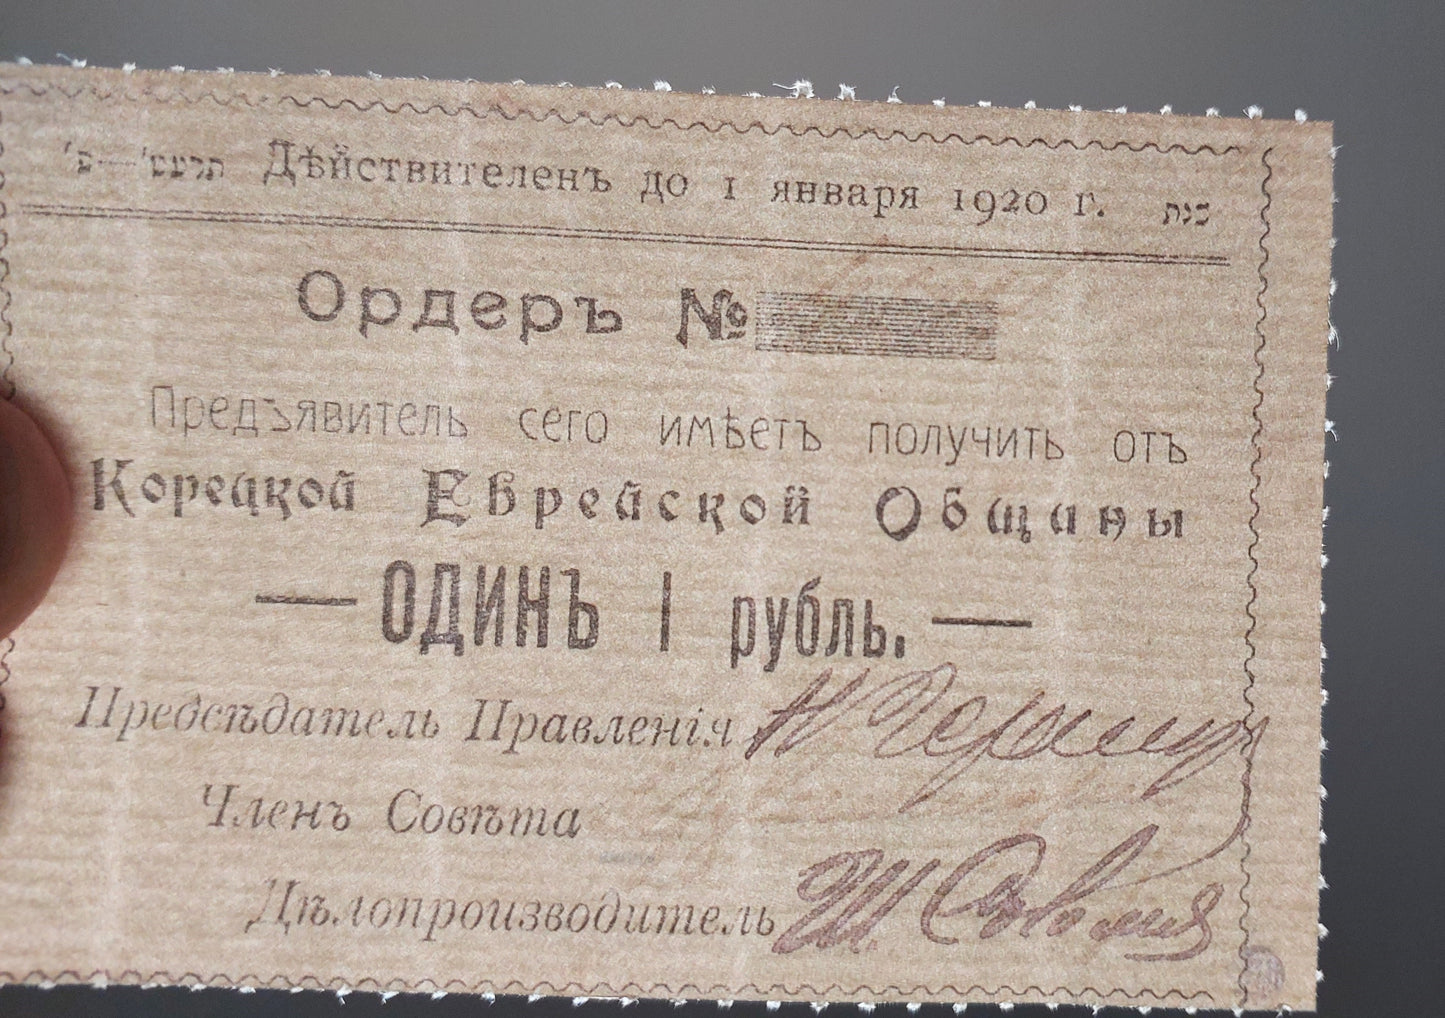 Дѣйствителенъ до 1 января 1920 г. שנת
Ордеръ №
Предъявитель сего имѣетъ получить отъ
Корецкой Еврейской Общины
— ОДИНЪ 1 рубль. —
Предсѣдатель Правленія
Членъ Совѣта
Дѣлопроизводитель